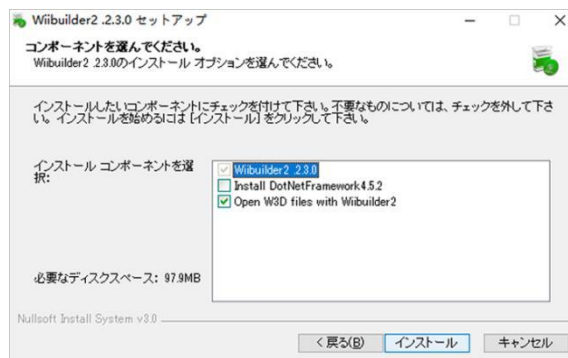 Wiibuilder2 .2.3.0 セットアップ
コンポーネントを選んでください。
Wiibuilder2 .2.3.0のインストール オプションを選んでください。
インストールしたいコンポーネントにチェックを付けて下さい。不要なものについては、チェックを外して下さ
い。 インストールを始めるには [インストール] をクリックして下さい。
インストール コンポーネントを選
択:
Wiibuilder2 .2.3.0
Install DotNetFramework4.5.2
Open W3D files with Wiibuilder2
必要なディスクスペース: 97.9MB
Nullsoft Install System v3.0
< 戻る(B)
インストール
キャンセル